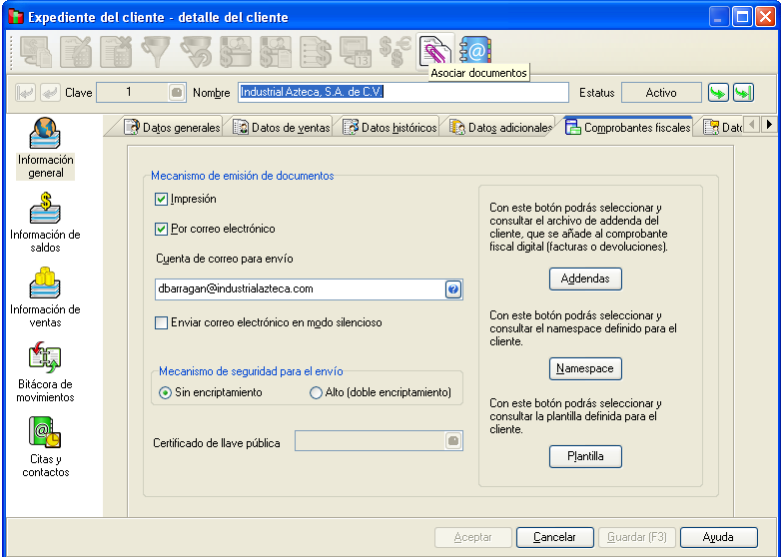 Expediente del cliente - detalle del cliente
Asociar documentos
Clave 1 Nombre Industrial Azteca, S.A. de C.V. Estatus Activo
Datos generales Datos de ventas Datos históricos Datos adicionales Comprobantes fiscales Dato
Información
general
Información de
saldos
Información de
ventas
Bitácora de
movimientos
Citas y
contactos
Mecanismo de emisión de documentos
Impresión
Por correo electrónico
Cuenta de correo para envío
dbarragan@industrialazteca.com
Enviar correo electrónico en modo silencioso
Mecanismo de seguridad para el envío
Sin encriptamiento Alto (doble encriptamiento)
Certificado de llave pública
Con este botón podrás seleccionar y
consultar el archivo de addenda del
cliente, que se añade al comprobante
fiscal digital (facturas o devoluciones).
Addendas
Con este botón podrás seleccionar y
consultar el namespace definido para el
cliente.
Namespace
Con este botón podrás seleccionar y
consultar la plantilla definida para el
cliente.
Plantilla
Aceptar Cancelar Guardar (F3) Ayuda